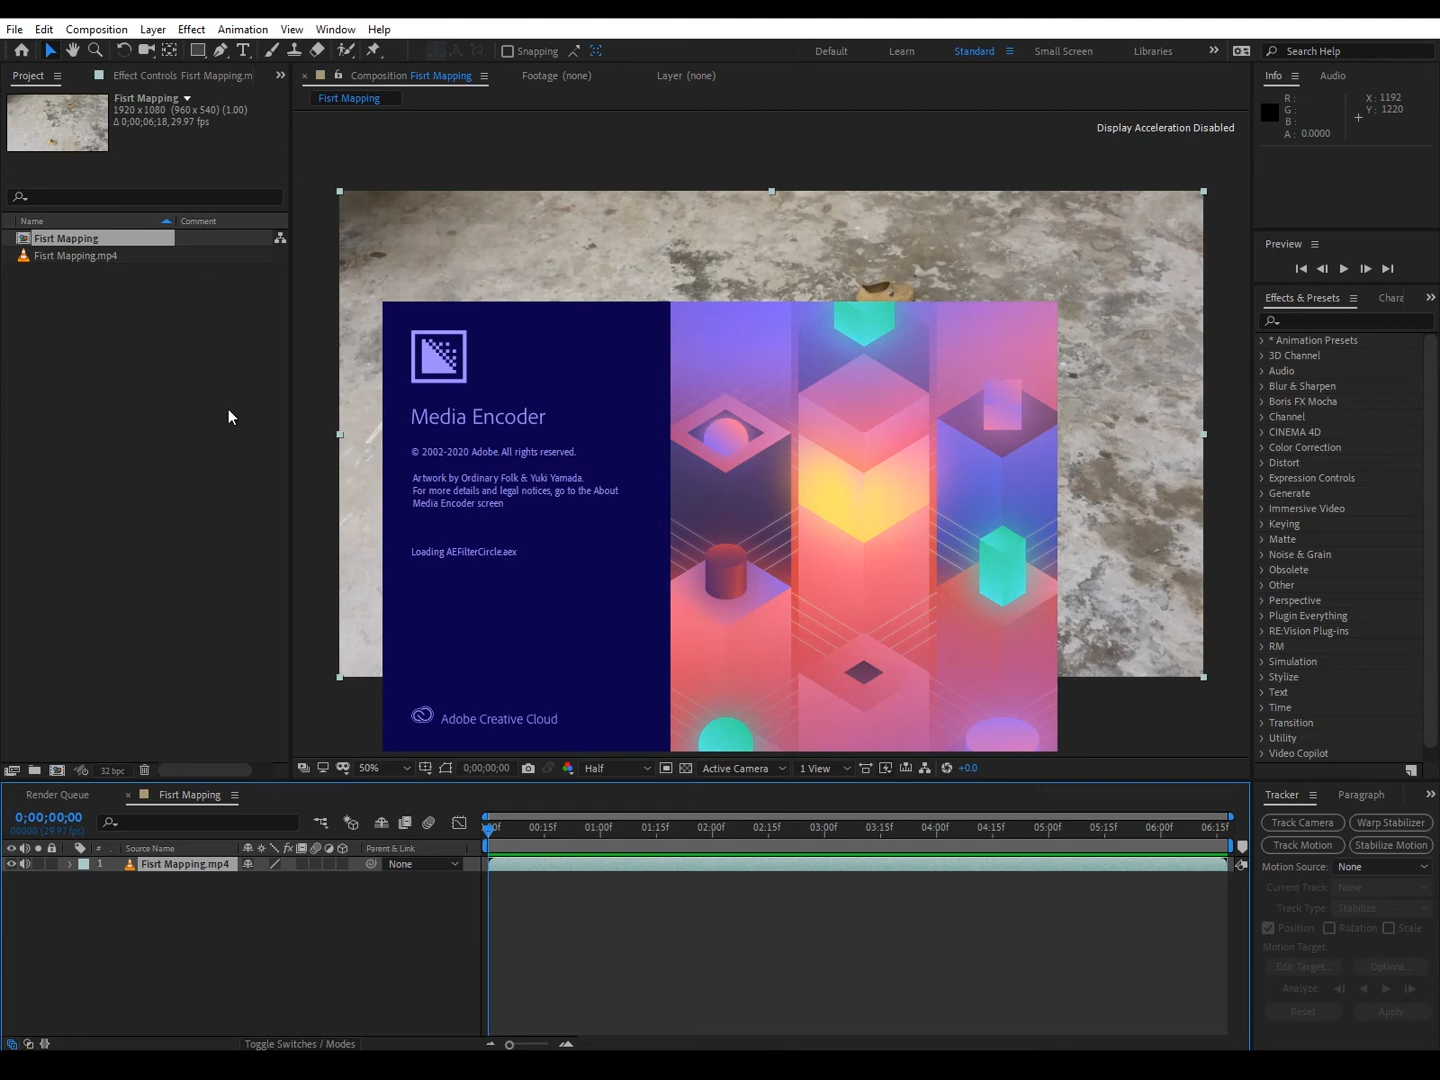 File Edit Composition Layer Effect Animation View Window Help
Snapping Default Learn Standard Small Screen Libraries Search Help
Project Effect Controls Fisrt Mapping.m
Composition Fisrt Mapping Footage (none) Layer (none)
Info Audio
Fisrt Mapping
1920 x 1080 (960 x 540) (1.00)
Δ 0;00;06;18, 29.97 fps
Fisrt Mapping
Display Acceleration Disabled
R :
G :
B :
A : 0.0000
X : 1192
Y : 1220
Name Comment
Fisrt Mapping
Fisrt Mapping.mp4
Preview
Effects & Presets Chara
* Animation Presets
3D Channel
Audio
Blur & Sharpen
Boris FX Mocha
Channel
CINEMA 4D
Color Correction
Distort
Expression Controls
Generate
Immersive Video
Keying
Matte
Noise & Grain
Obsolete
Other
Perspective
Plugin Everything
RE:Vision Plug-ins
RM
Simulation
Stylize
Text
Time
Transition
Utility
Video Copilot
Media Encoder
© 2002-2020 Adobe. All rights reserved.
Artwork by Ordinary Folk & Yuki Yamada.
For more details and legal notices, go to the About
Media Encoder screen
Loading AEFilterCircle.aex
Adobe Creative Cloud
32 bpc
50% 0;00;00;00 Half Active Camera 1 View +0.0
Render Queue Fisrt Mapping
0;00;00;00
00000 (29.97 fps)
00f 00:15f 01:00f 01:15f 02:00f 02:15f 03:00f 03:15f 04:00f 04:15f 05:00f 05:15f 06:00f 06:15f
# Source Name fx Parent & Link
1 Fisrt Mapping.mp4 None
Toggle Switches / Modes
Tracker Paragraph
Track Camera Warp Stabilizer
Track Motion Stabilize Motion
Motion Source: None
Current Track: None
Track Type: Stabilize
Position Rotation Scale
Motion Target:
Edit Target... Options...
Analyze:
Reset Apply